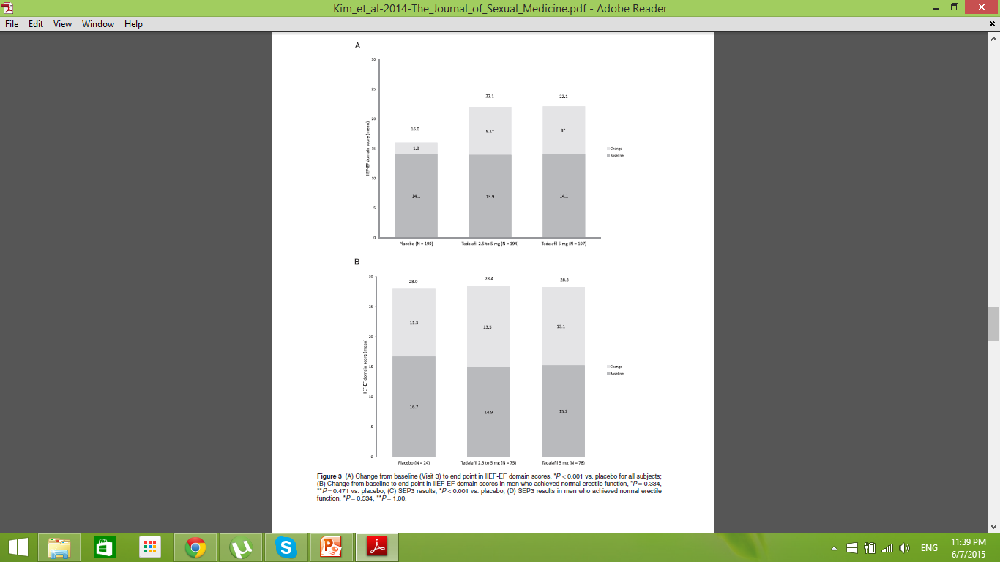 Kim_et_al-2014-The_Journal_of_Sexual_Medicine.pdf - Adobe Reader
File Edit View Window Help
A
30
25
20
15
10
5
0
IIEF-EF domain score (mean)
16.0
1.9
14.1
22.1
8.1*
13.9
22.1
8*
14.1
Change
Baseline
Placebo (N = 199)
Tadalafil 2.5 to 5 mg (N = 194)
Tadalafil 5 mg (N = 197)
B
30
25
20
15
10
5
0
IIEF-EF domain score (mean)
28.0
11.3
16.7
28.4
13.5
14.9
28.3
13.1
15.2
Change
Baseline
Placebo (N = 24)
Tadalafil 2.5 to 5 mg (N = 75)
Tadalafil 5 mg (N = 78)
Figure 3 (A) Change from baseline (Visit 3) to end point in IIEF-EF domain scores, *P < 0.001 vs. placebo for all subjects;
(B) Change from baseline to end point in IIEF-EF domain scores in men who achieved normal erectile function, *P = 0.334,
**P = 0.471 vs. placebo; (C) SEP3 results, *P < 0.001 vs. placebo; (D) SEP3 results in men who achieved normal erectile
function, *P = 0.534, **P = 1.00.
ENG
11:39 PM
6/7/2015